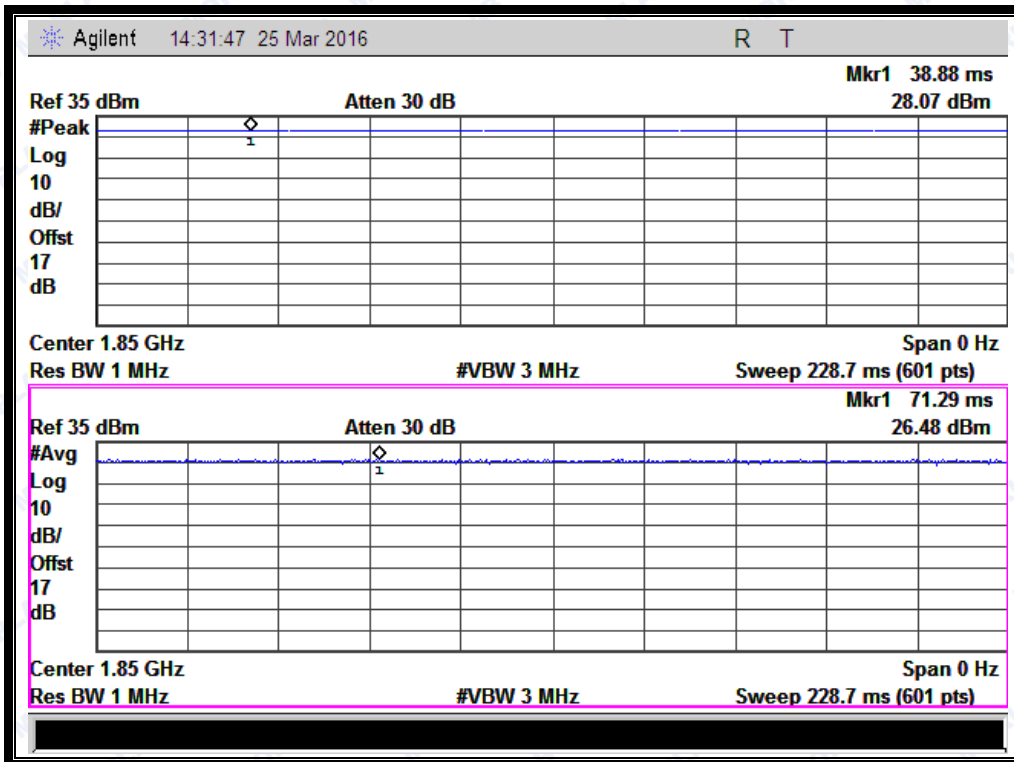 Agilent 14:31:47 25 Mar 2016 R T
Mkr1 38.88 ms
Ref 35 dBm Atten 30 dB 28.07 dBm
#Peak
1
Log
10
dB/
Offst
17
dB
Center 1.85 GHz Span 0 Hz
Res BW 1 MHz #VBW 3 MHz Sweep 228.7 ms (601 pts)
Mkr1 71.29 ms
Ref 35 dBm Atten 30 dB 26.48 dBm
#Avg
1
Log
10
dB/
Offst
17
dB
Center 1.85 GHz Span 0 Hz
Res BW 1 MHz #VBW 3 MHz Sweep 228.7 ms (601 pts)